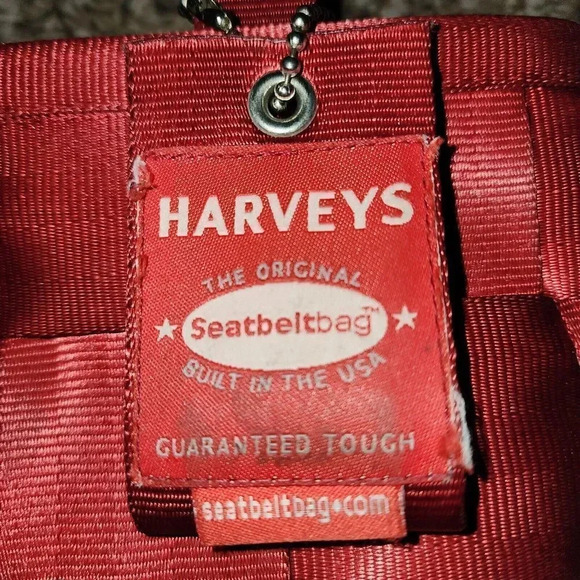 HARVEYS
THE ORIGINAL
Seatbeltbag™
BUILT IN THE USA
GUARANTEED TOUGH
seatbeltbag•com